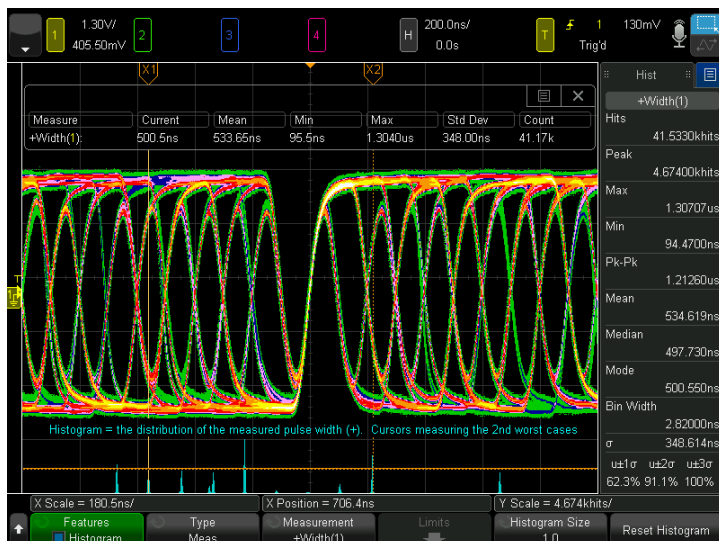 1 1.30V/ 405.50mV 2 3 4 H 200.0ns/ 0.0s T 1 130mV Trig'd
X1 X2
Hist
+Width(1)
Measure Current Mean Min Max Std Dev Count
+Width(1): 500.5ns 533.65ns 95.5ns 1.3040us 348.00ns 41.17k
Hits
41.5330khits
Peak
4.67400khits
Max
1.30707us
Min
94.4700ns
Pk-Pk
1.21260us
Mean
534.619ns
Median
497.730ns
Mode
500.550ns
Bin Width
2.82000ns
σ 348.614ns
u±1σ u±2σ u±3σ
62.3% 91.1% 100%
T
1
Histogram = the distribution of the measured pulse width (+). Cursors measuring the 2nd worst cases
X Scale = 180.5ns/ X Position = 706.4ns Y Scale = 4.674khits/
Features Type Measurement Limits Histogram Size Reset Histogram
Histogram Meas +Width(1) 1.0